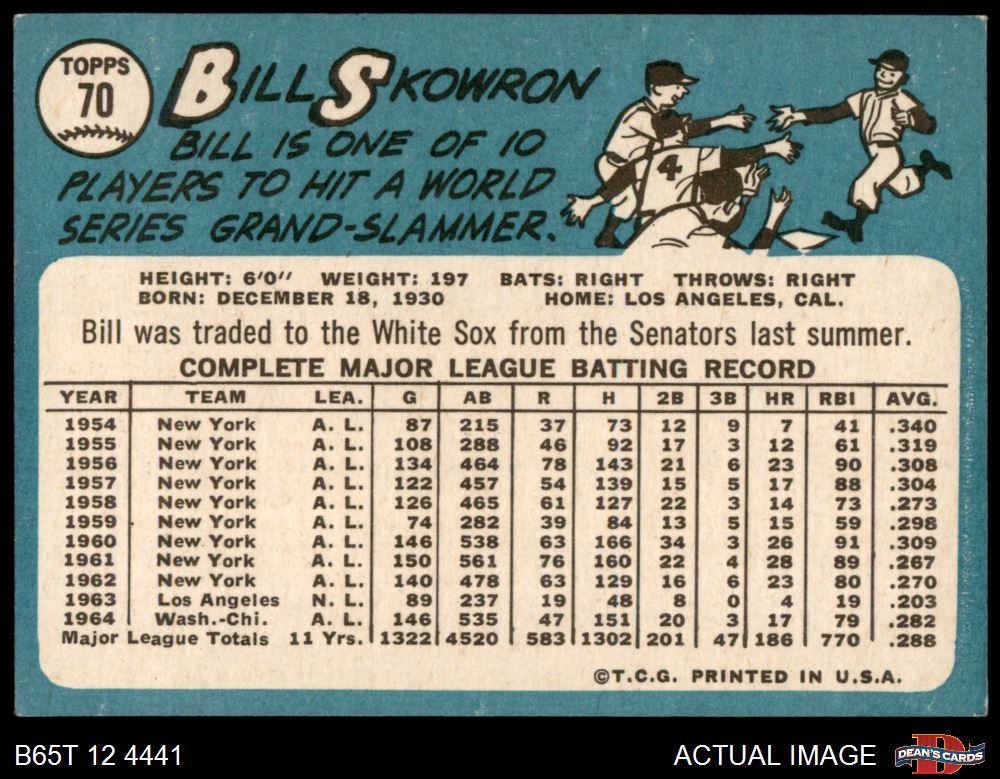 TOPPS
70
BILL SKOWRON
BILL IS ONE OF 10
PLAYERS TO HIT A WORLD
SERIES GRAND-SLAMMER.
4
HEIGHT: 6'0" WEIGHT: 197 BATS: RIGHT THROWS: RIGHT
BORN: DECEMBER 18, 1930 HOME: LOS ANGELES, CAL.
Bill was traded to the White Sox from the Senators last summer.
COMPLETE MAJOR LEAGUE BATTING RECORD
YEAR TEAM LEA. G AB R H 2B 3B HR RBI AVG.
1954 New York A. L. 87 215 37 73 12 9 7 41 .340
1955 New York A. L. 108 288 46 92 17 3 12 61 .319
1956 New York A. L. 134 464 78 143 21 6 23 90 .308
1957 New York A. L. 122 457 54 139 15 5 17 88 .304
1958 New York A. L. 126 465 61 127 22 3 14 73 .273
1959 New York A. L. 74 282 39 84 13 5 15 59 .298
1960 New York A. L. 146 538 63 166 34 3 26 91 .309
1961 New York A. L. 150 561 76 160 22 4 28 89 .267
1962 New York A. L. 140 478 63 129 16 6 23 80 .270
1963 Los Angeles N. L. 89 237 19 48 8 0 4 19 .203
1964 Wash.-Chi. A. L. 146 535 47 151 20 3 17 79 .282
Major League Totals 11 Yrs. 1322 4520 583 1302 201 47 186 770 .288
©T.C.G. PRINTED IN U.S.A.
B65T 12 4441
ACTUAL IMAGE
DEAN'S CARDS